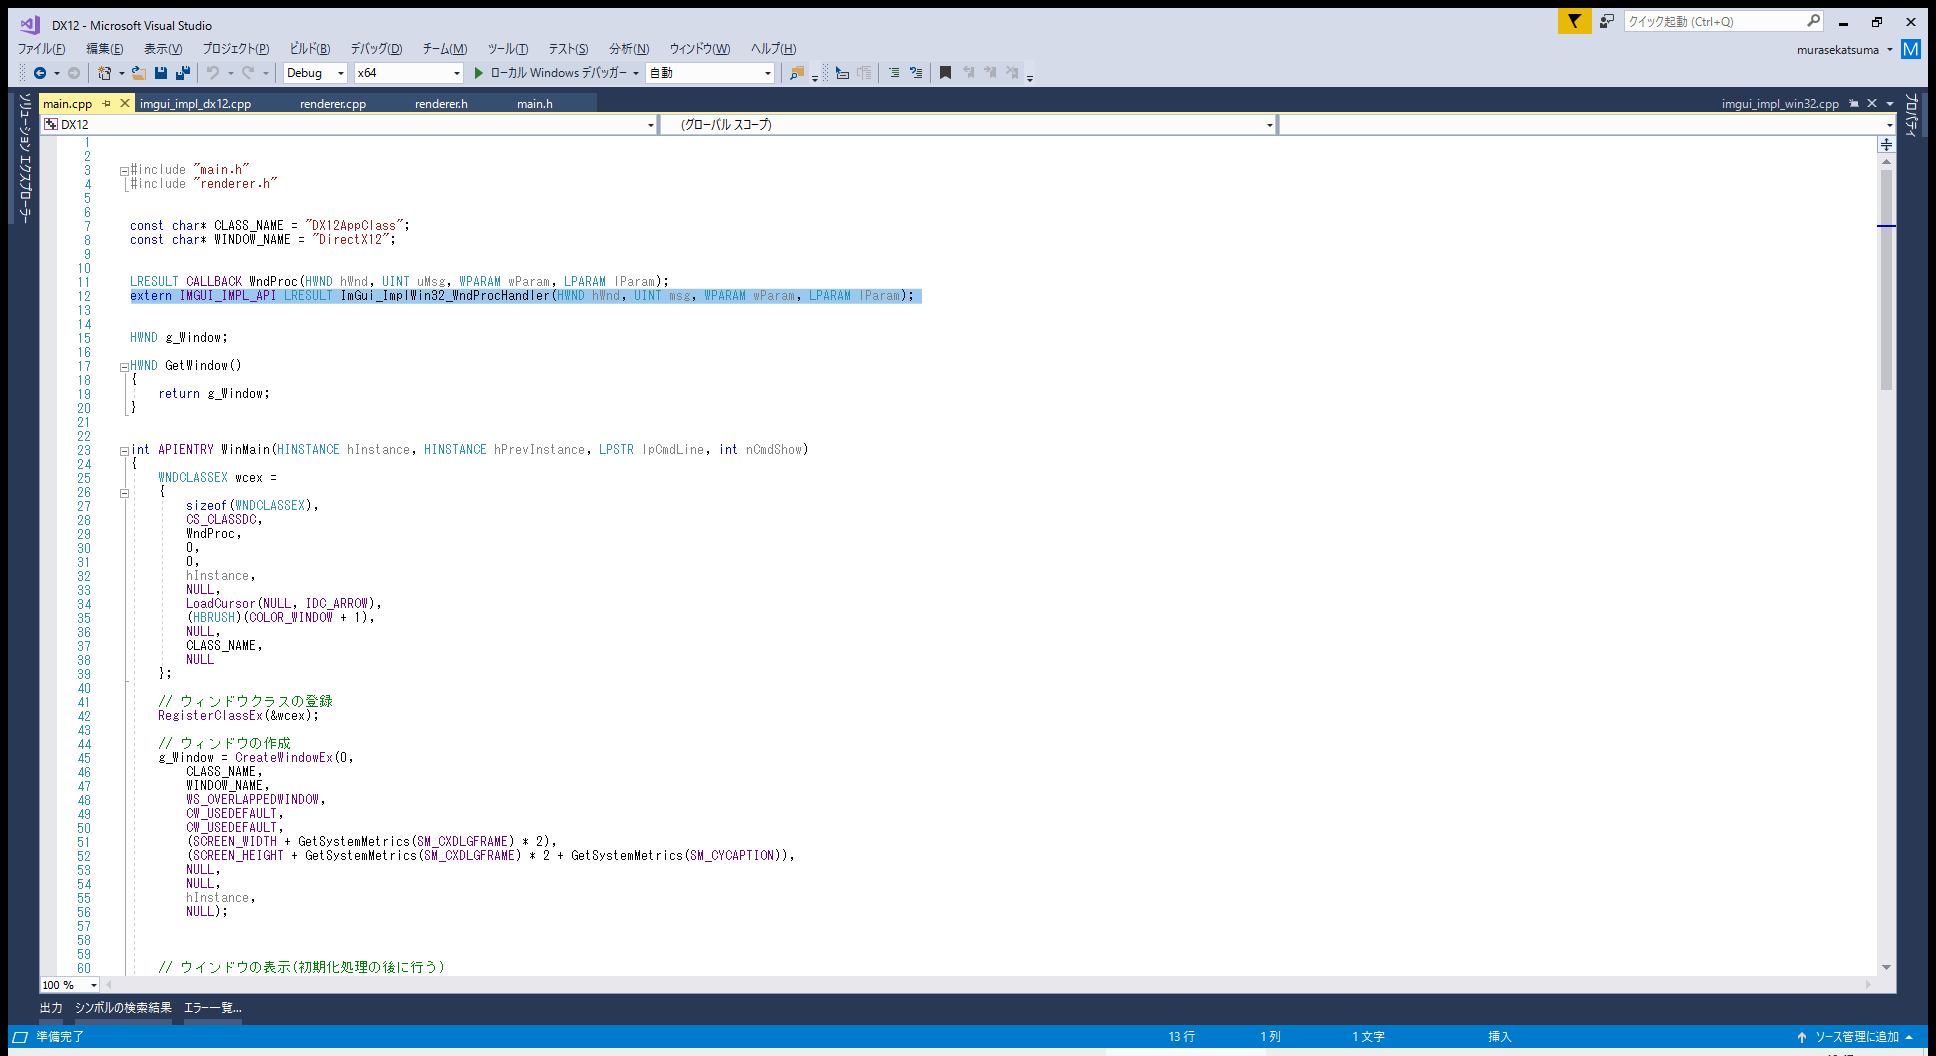 DX12 - Microsoft Visual Studio
クイック起動 (Ctrl+Q)
ファイル(F) 編集(E) 表示(V) プロジェクト(P) ビルド(B) デバッグ(D) チーム(M) ツール(T) テスト(S) 分析(N) ウィンドウ(W) ヘルプ(H)
murasekatsuma M
Debug x64 ローカル Windows デバッガー 自動
ソリューション エクスプローラー
プロパティ
main.cpp imgui_impl_dx12.cpp renderer.cpp renderer.h main.h imgui_impl_win32.cpp
DX12 (グローバル スコープ)
1
2
3 #include "main.h"
4 #include "renderer.h"
5
6
7 const char* CLASS_NAME = "DX12AppClass";
8 const char* WINDOW_NAME = "DirectX12";
9
10
11 LRESULT CALLBACK WndProc(HWND hWnd, UINT uMsg, WPARAM wParam, LPARAM lParam);
12 extern IMGUI_IMPL_API LRESULT ImGui_ImplWin32_WndProcHandler(HWND hWnd, UINT msg, WPARAM wParam, LPARAM lParam);
13
14
15 HWND g_Window;
16
17 HWND GetWindow()
18 {
19 return g_Window;
20 }
21
22
23 int APIENTRY WinMain(HINSTANCE hInstance, HINSTANCE hPrevInstance, LPSTR lpCmdLine, int nCmdShow)
24 {
25 WNDCLASSEX wcex =
26 {
27 sizeof(WNDCLASSEX),
28 CS_CLASSDC,
29 WndProc,
30 0,
31 0,
32 hInstance,
33 NULL,
34 LoadCursor(NULL, IDC_ARROW),
35 (HBRUSH)(COLOR_WINDOW + 1),
36 NULL,
37 CLASS_NAME,
38 NULL
39 };
40
41 // ウィンドウクラスの登録
42 RegisterClassEx(&wcex);
43
44 // ウィンドウの作成
45 g_Window = CreateWindowEx(0,
46 CLASS_NAME,
47 WINDOW_NAME,
48 WS_OVERLAPPEDWINDOW,
49 CW_USEDEFAULT,
50 CW_USEDEFAULT,
51 (SCREEN_WIDTH + GetSystemMetrics(SM_CXDLGFRAME) * 2),
52 (SCREEN_HEIGHT + GetSystemMetrics(SM_CXDLGFRAME) * 2 + GetSystemMetrics(SM_CYCAPTION)),
53 NULL,
54 NULL,
55 hInstance,
56 NULL);
57
58
59
60 // ウインドウの表示(初期化処理の後に行う)
100 %
出力 シンボルの検索結果 エラー一覧...
準備完了 13 行 1 列 1 文字 挿入 ソース管理に追加